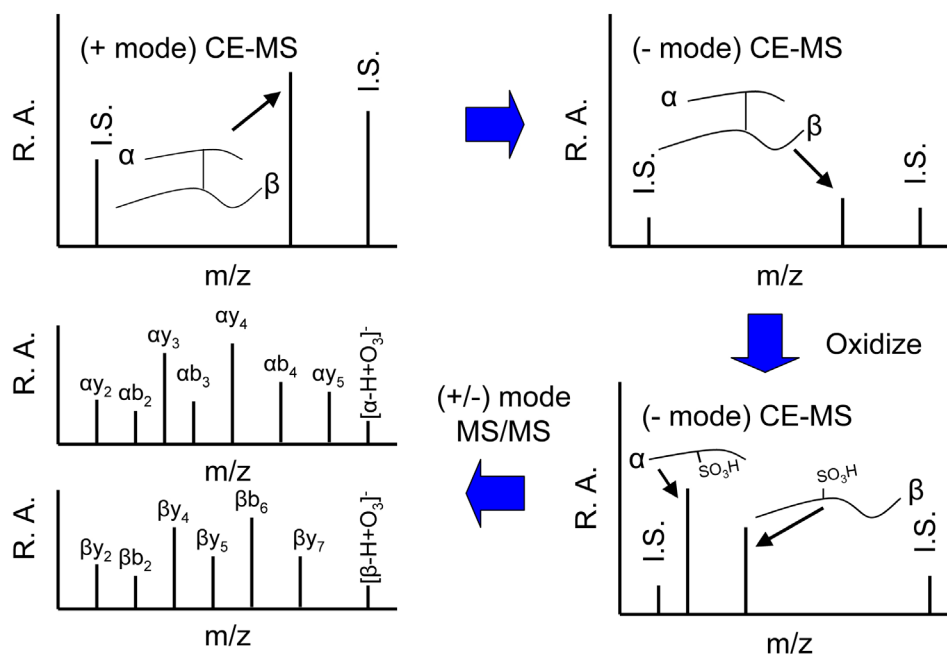 (+ mode) CE-MS
R. A.
I.S.
α
β
I.S.
m/z
(- mode) CE-MS
R. A.
I.S.
α
β
I.S.
m/z
Oxidize
(- mode) CE-MS
R. A.
I.S.
α
SO₃H
SO₃H
β
I.S.
m/z
(+/-) mode
MS/MS
R. A.
αy₂
αb₂
αy₃
αb₃
αy₄
αb₄
αy₅
[α-H+O₃]⁻
m/z
R. A.
βy₂
βb₂
βy₄
βy₅
βb₆
βy₇
[β-H+O₃]⁻
m/z